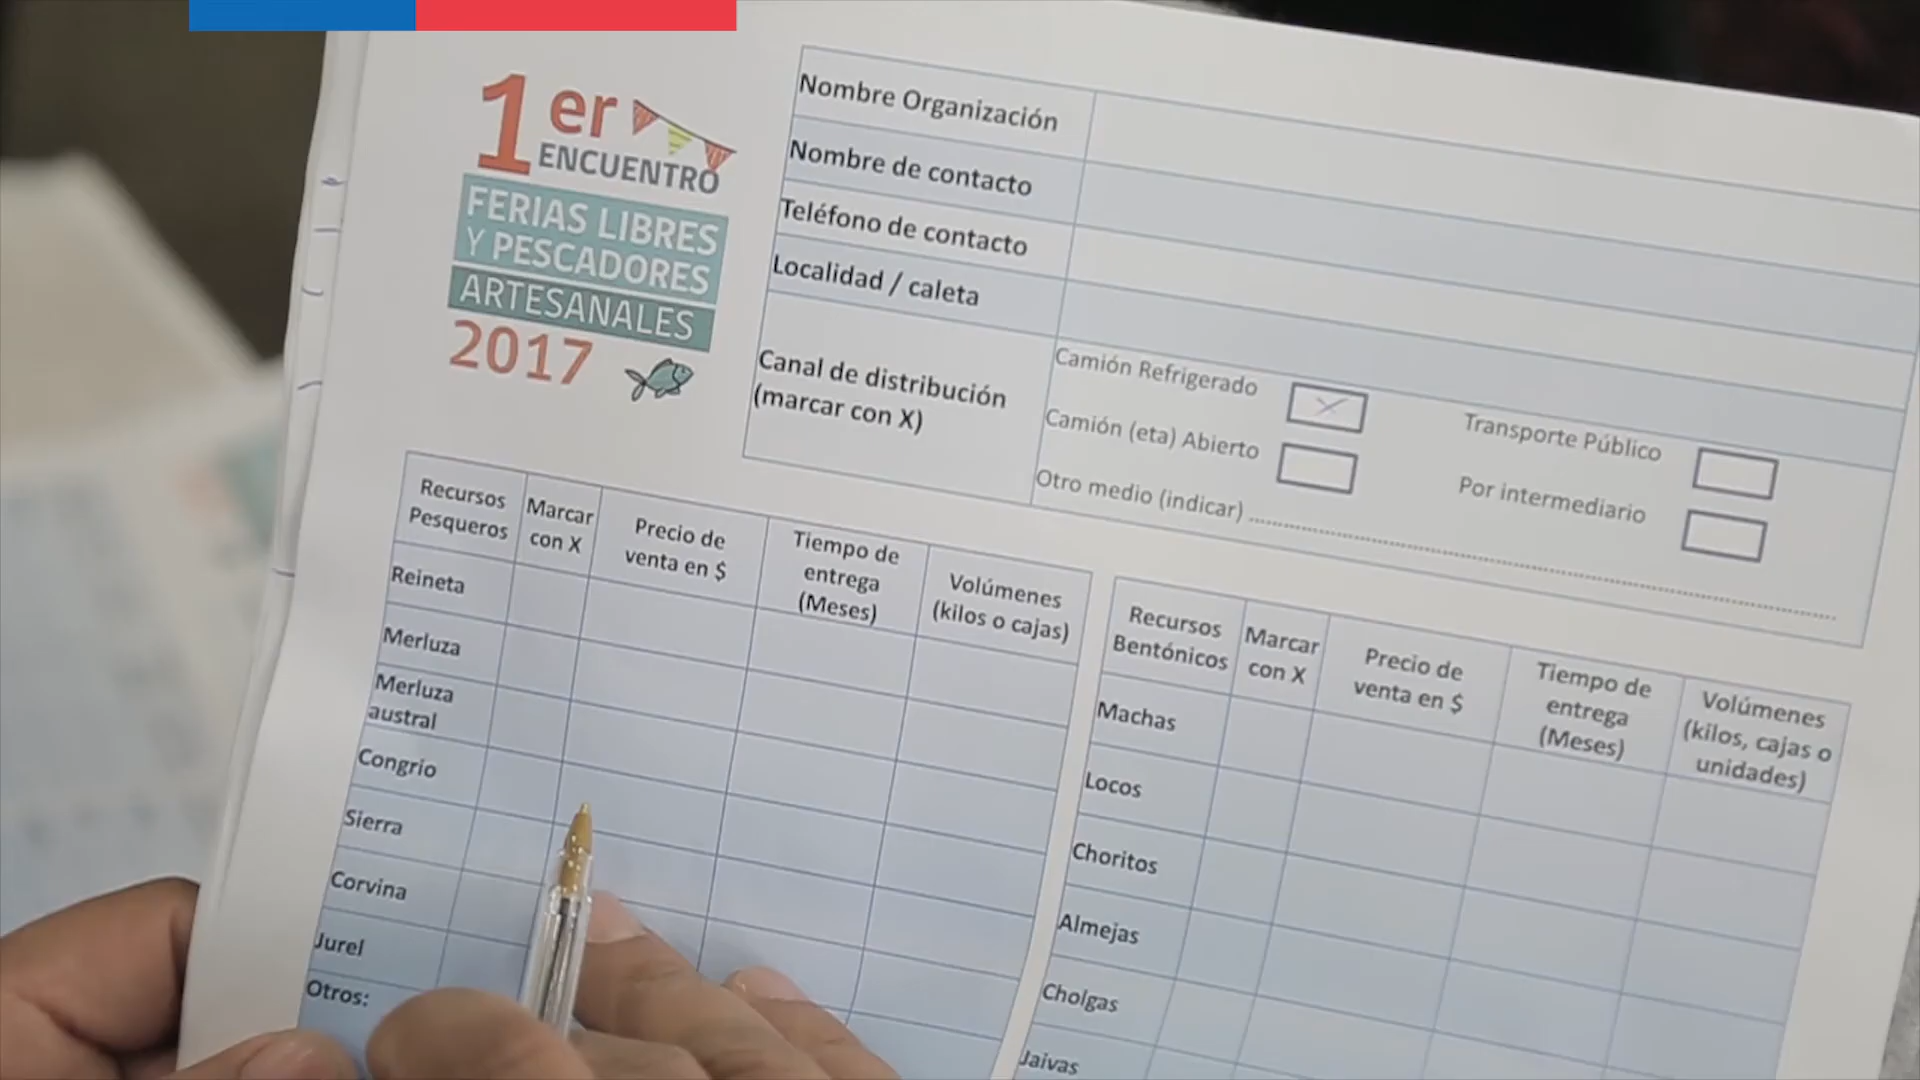 1er
ENCUENTRO
FERIAS LIBRES
Y PESCADORES
ARTESANALES
2017
Nombre Organización
Nombre de contacto
Teléfono de contacto
Localidad / caleta
Canal de distribución
(marcar con X)
Camión Refrigerado
X
Transporte Público
Camión (eta) Abierto
Por intermediario
Otro medio (indicar) ........................
Recursos
Pesqueros
Marcar
con X
Precio de
venta en $
Tiempo de
entrega
(Meses)
Volúmenes
(kilos o cajas)
Reineta
Merluza
Merluza
austral
Congrio
Sierra
Corvina
Jurel
Otros:
Recursos
Bentónicos
Marcar
con X
Precio de
venta en $
Tiempo de
entrega
(Meses)
Volúmenes
(kilos, cajas o
unidades)
Machas
Locos
Choritos
Almejas
Cholgas
Jaivas